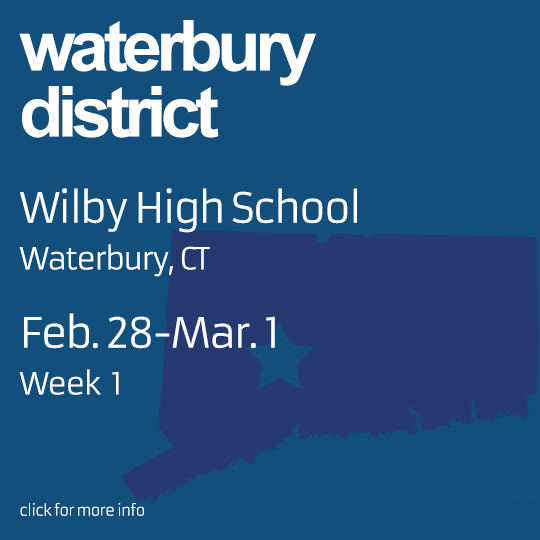 waterbury
district
Wilby High School
Waterbury, CT
Feb. 28-Mar. 1
Week 1
click for more info